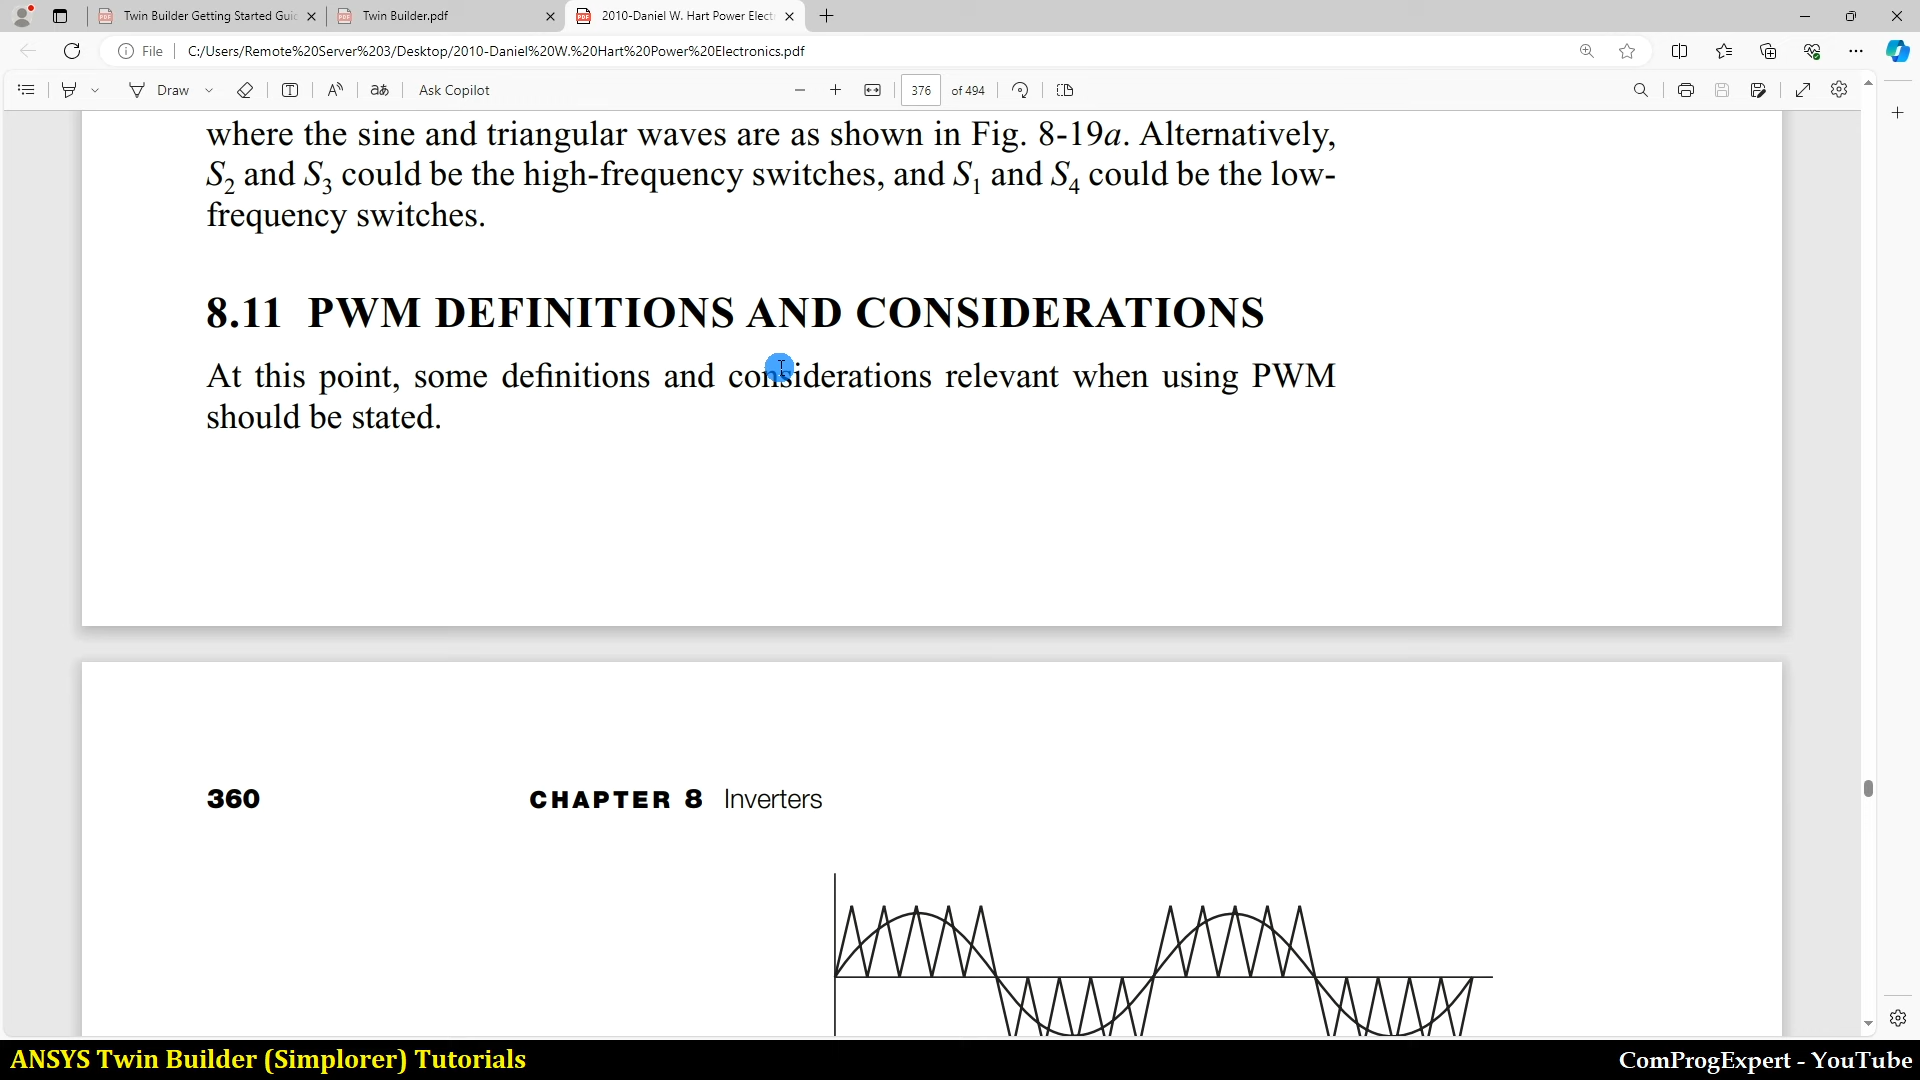 Twin Builder Getting Started Gui
Twin Builder.pdf
2010-Daniel W. Hart Power Elect
File
C:/Users/Remote%20Server%203/Desktop/2010-Daniel%20W.%20Hart%20Power%20Electronics.pdf
Draw
aあ
Ask Copilot
376 of 494
where the sine and triangular waves are as shown in Fig. 8-19a. Alternatively,
S2 and S3 could be the high-frequency switches, and S1 and S4 could be the low-
frequency switches.
8.11 PWM DEFINITIONS AND CONSIDERATIONS
At this point, some definitions and considerations relevant when using PWM
should be stated.
360 CHAPTER 8 Inverters
ANSYS Twin Builder (Simplorer) Tutorials
ComProgExpert - YouTube